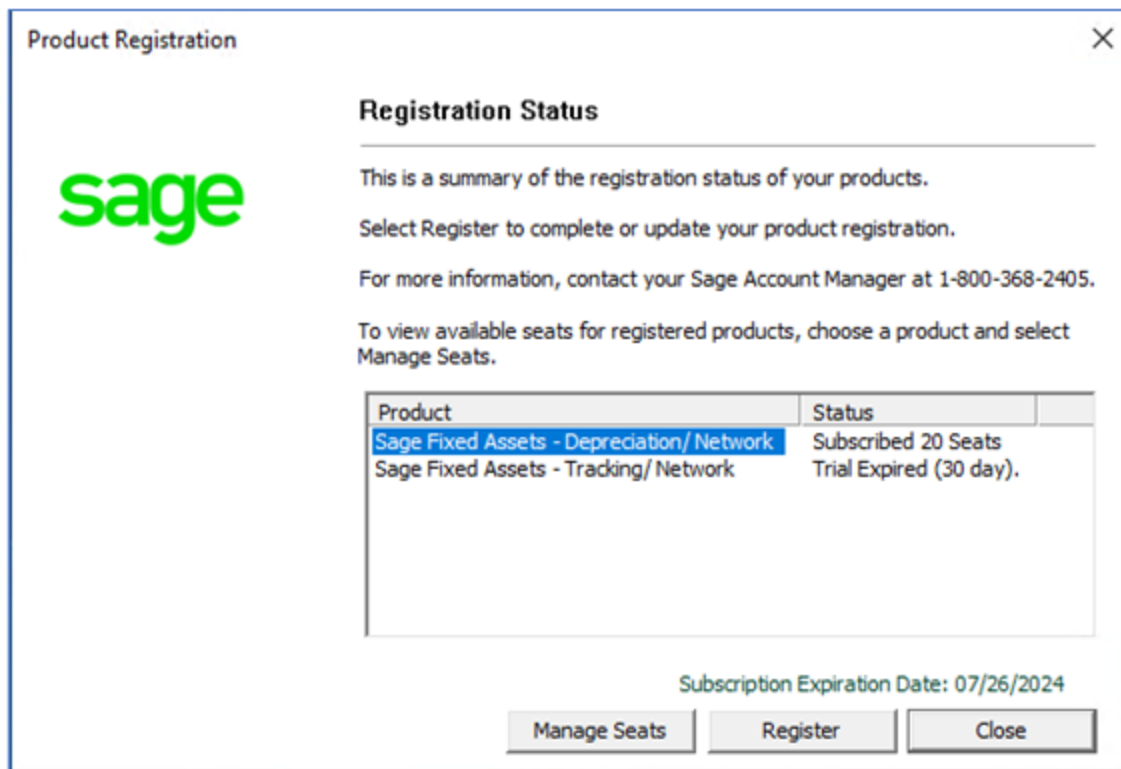 Product Registration
Registration Status
sage
This is a summary of the registration status of your products.
Select Register to complete or update your product registration.
For more information, contact your Sage Account Manager at 1-800-368-2405.
To view available seats for registered products, choose a product and select
Manage Seats.
Product Status
Sage Fixed Assets - Depreciation/ Network Subscribed 20 Seats
Sage Fixed Assets - Tracking/ Network Trial Expired (30 day).
Subscription Expiration Date: 07/26/2024
Manage Seats Register Close